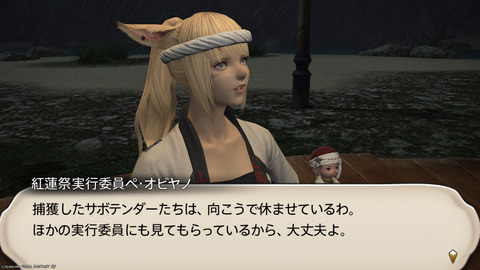 紅蓮祭実行委員ペ・オビヤノ
捕獲したサボテンダーたちは、向こうで休ませているわ。
ほかの実行委員にも見てもらっているから、大丈夫よ。